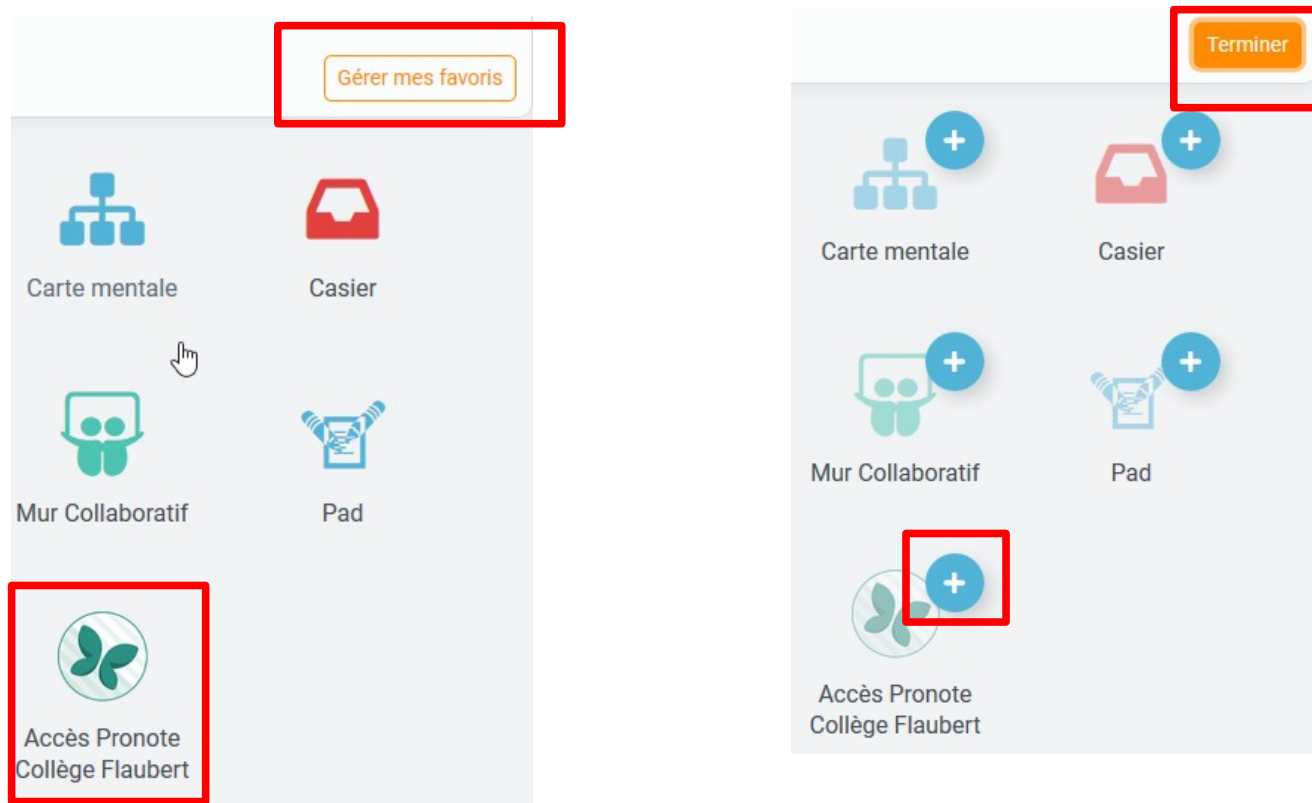 Gérer mes favoris
Carte mentale
Casier
Mur Collaboratif
Pad
Accès Pronote
Collège Flaubert
Terminer
Carte mentale
Casier
Mur Collaboratif
Pad
Accès Pronote
Collège Flaubert